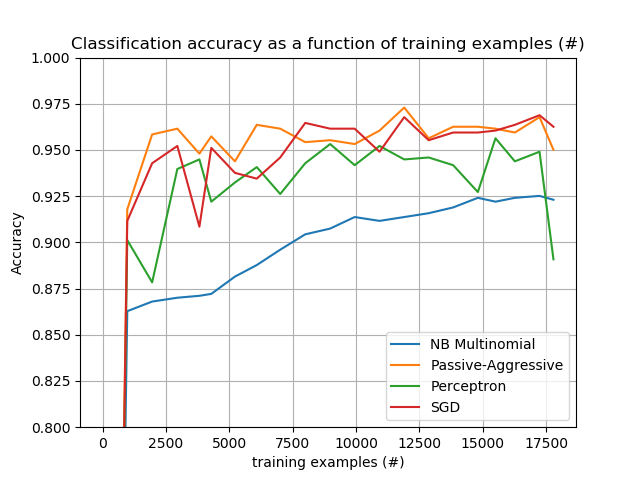 Classification accuracy as a function of training examples (#)
1.000
0.975
0.950
0.925
0.900
0.875
0.850
0.825
0.800
Accuracy
NB Multinomial
Passive-Aggressive
Perceptron
SGD
0 2500 5000 7500 10000 12500 15000 17500
training examples (#)